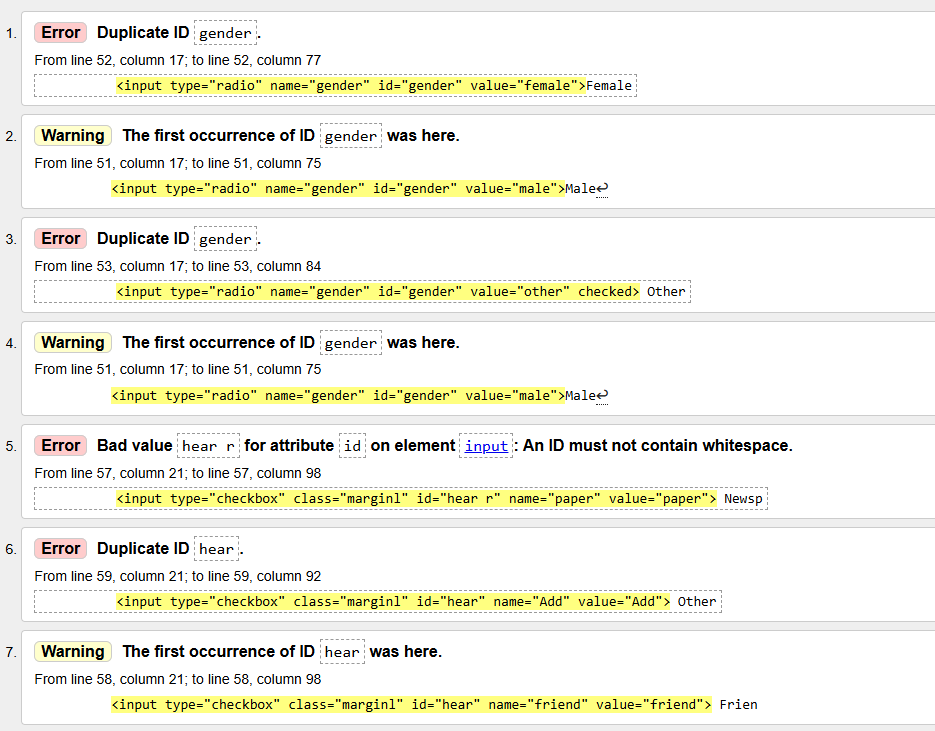 1. Error Duplicate ID gender.
From line 52, column 17; to line 52, column 77
<input type="radio" name="gender" id="gender" value="female">Female
2. Warning The first occurrence of ID gender was here.
From line 51, column 17; to line 51, column 75
<input type="radio" name="gender" id="gender" value="male">Male↩
3. Error Duplicate ID gender.
From line 53, column 17; to line 53, column 84
<input type="radio" name="gender" id="gender" value="other" checked> Other
4. Warning The first occurrence of ID gender was here.
From line 51, column 17; to line 51, column 75
<input type="radio" name="gender" id="gender" value="male">Male↩
5. Error Bad value hear r for attribute id on element input: An ID must not contain whitespace.
From line 57, column 21; to line 57, column 98
<input type="checkbox" class="marginl" id="hear r" name="paper" value="paper"> Newsp
6. Error Duplicate ID hear.
From line 59, column 21; to line 59, column 92
<input type="checkbox" class="marginl" id="hear" name="Add" value="Add"> Other
7. Warning The first occurrence of ID hear was here.
From line 58, column 21; to line 58, column 98
<input type="checkbox" class="marginl" id="hear" name="friend" value="friend"> Frien